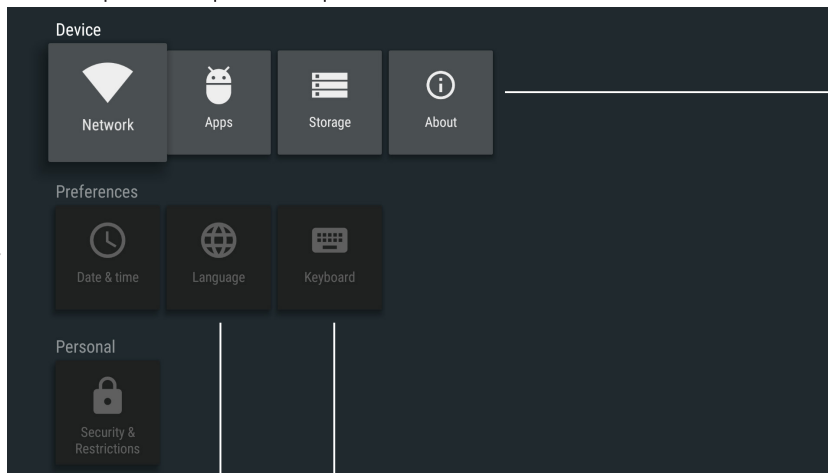 Device
Network
Apps
Storage
About
Preferences
Date & time
Language
Keyboard
Personal
Security &
Restrictions